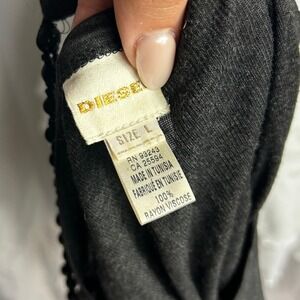 DIESEL
SIZE L
RN 93243
CA 25594
MADE IN TUNISIA
FABRIQUE EN TUNISIE
100%
RAYON VISCOSE